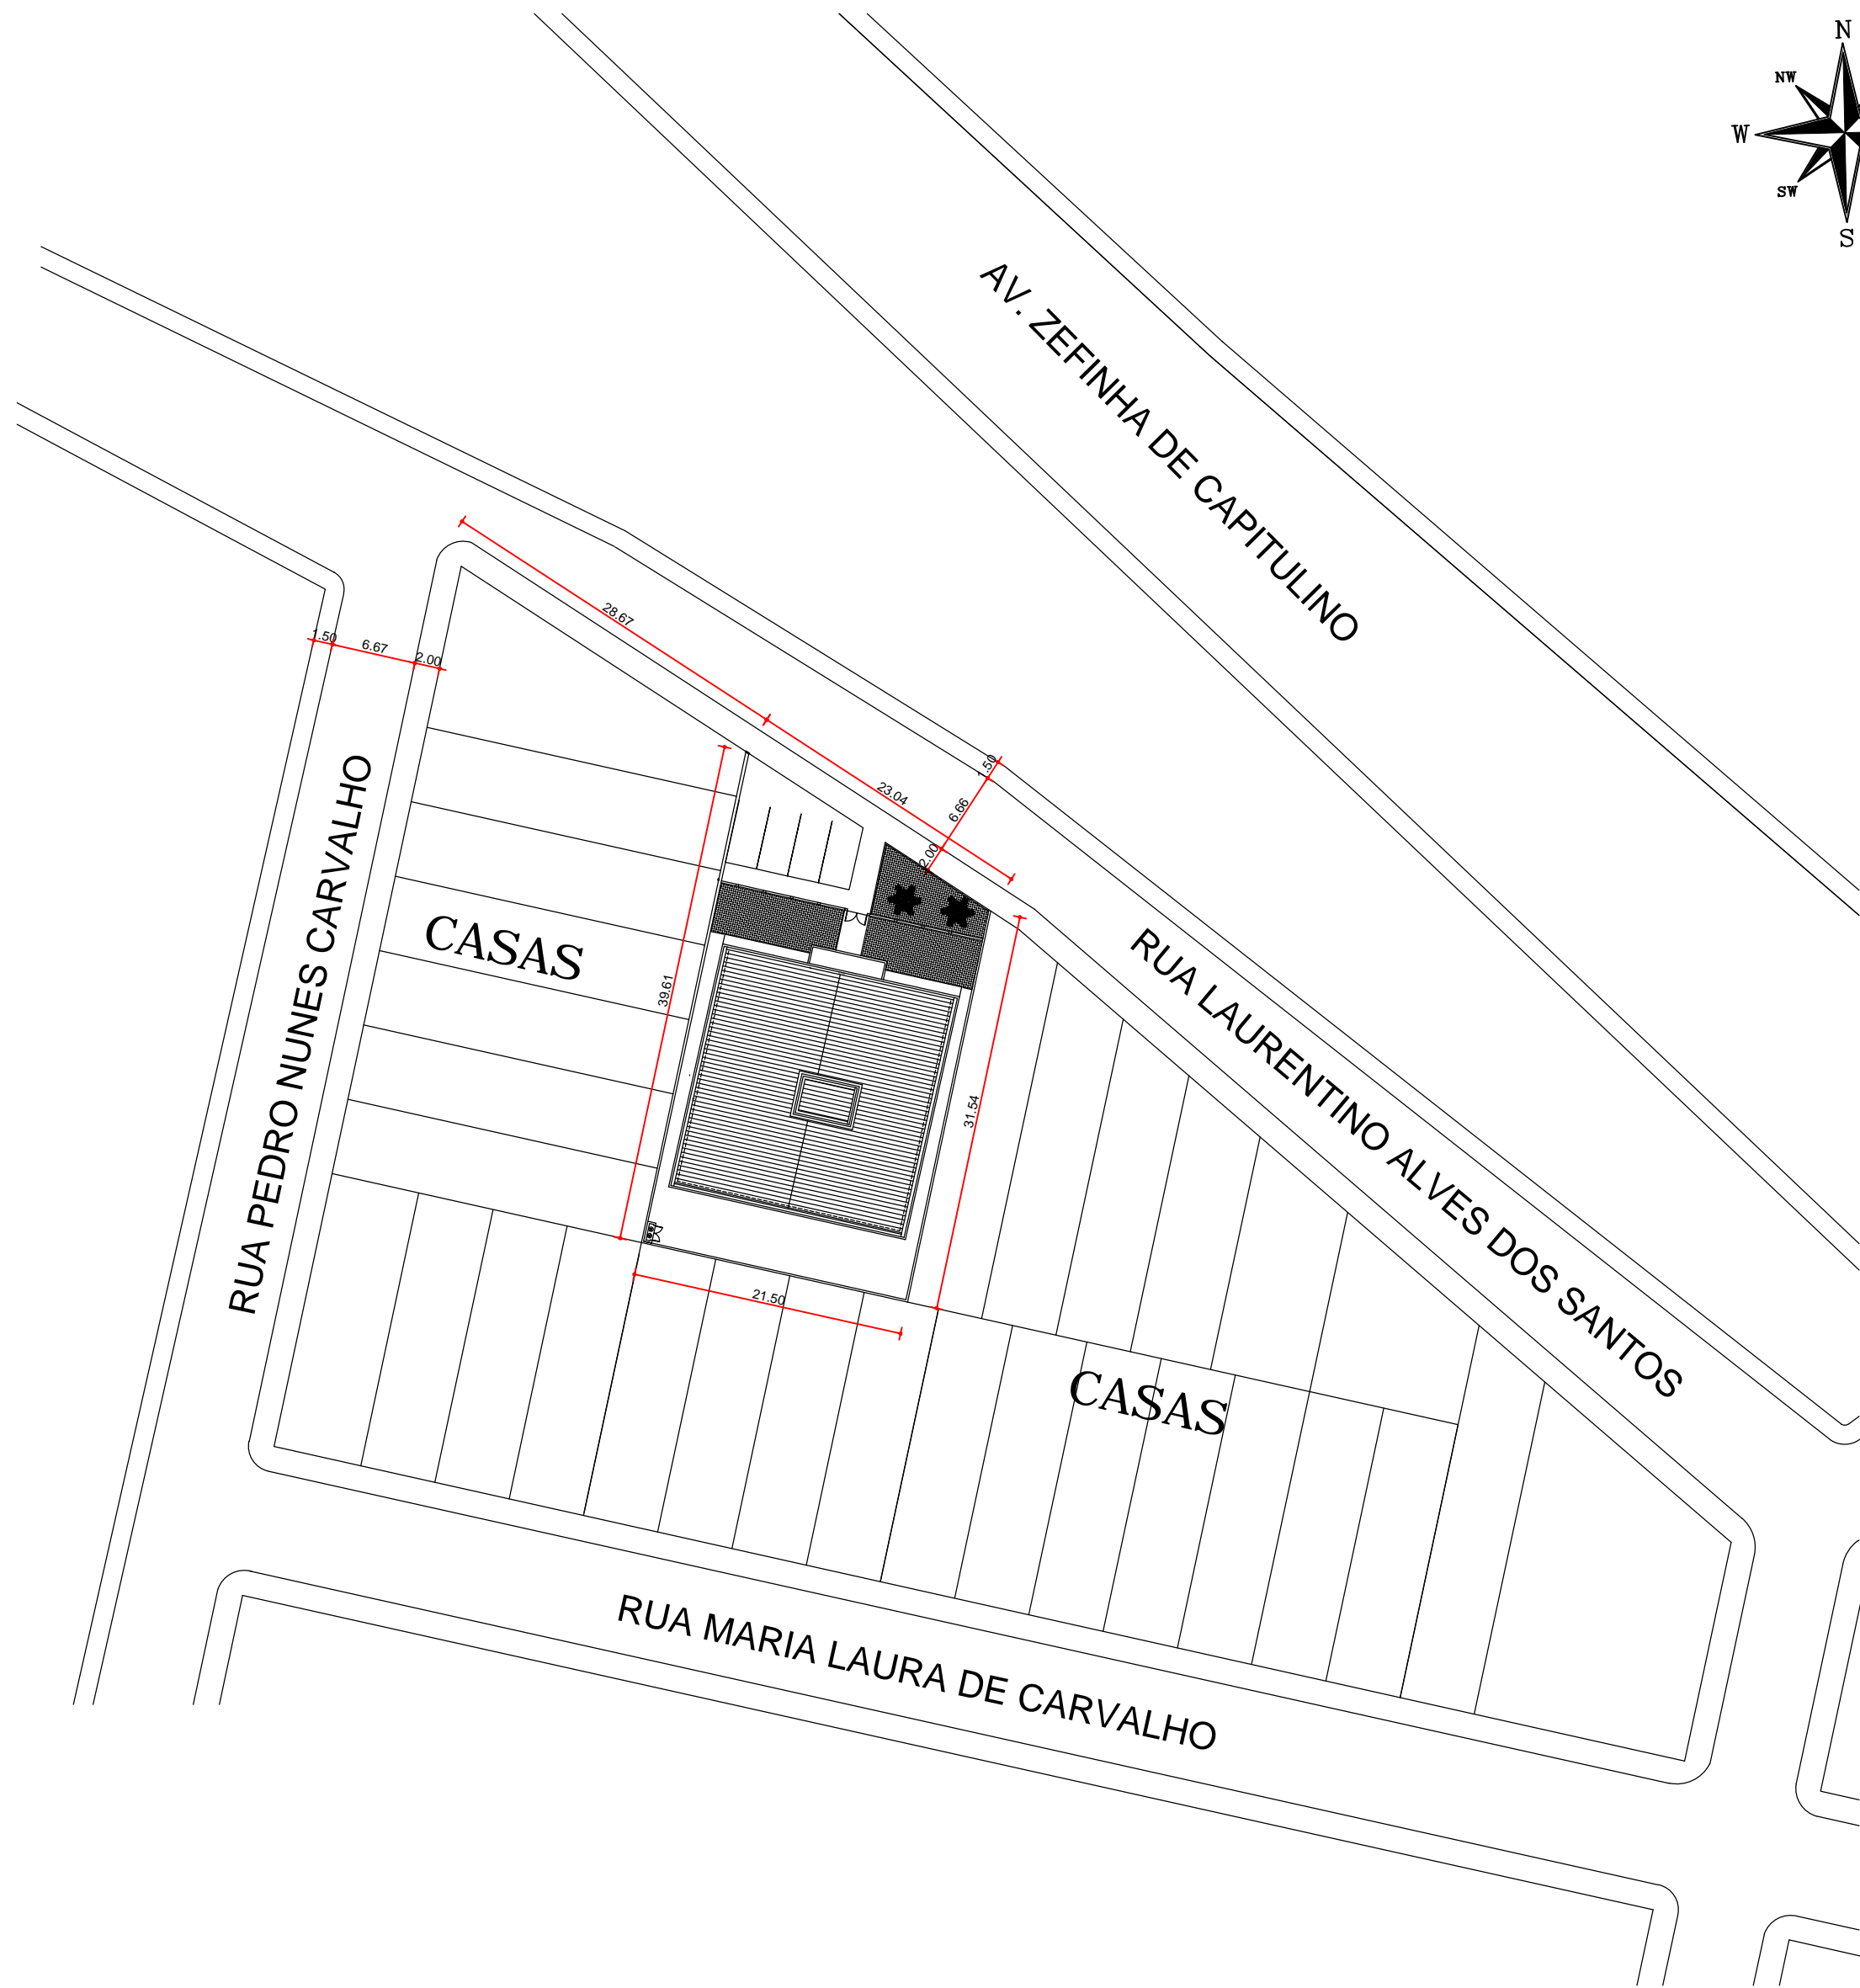 N
NW
W
SW
S
AV. ZEFINHA DE CAPITULINO
28.67
1.50
6.67
2.00
1.50
23.04
6.66
2.00
RUA PEDRO NUNES CARVALHO
CASAS
39.61
RUA LAURENTINO ALVES DOS SANTOS
31.54
21.50
CASAS
RUA MARIA LAURA DE CARVALHO